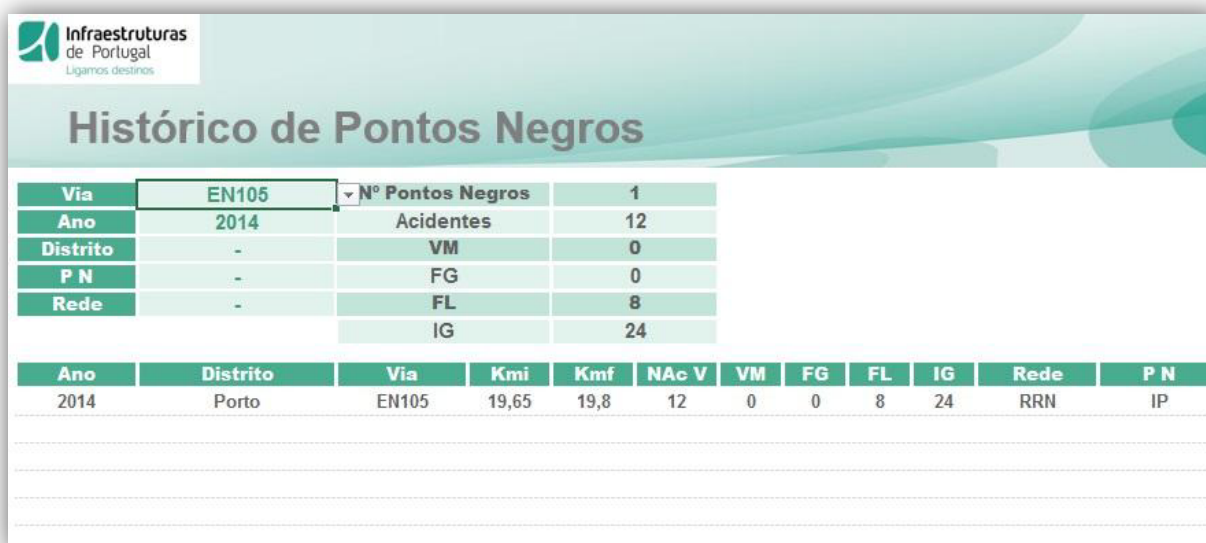 Infraestruturas
de Portugal
Ligamos destinos
Histórico de Pontos Negros
Via EN105 Nº Pontos Negros 1
Ano 2014 Acidentes 12
Distrito - VM 0
P N - FG 0
Rede - FL 8
IG 24
Ano Distrito Via Kmi Kmf NAc V VM FG FL IG Rede P N
2014 Porto EN105 19,65 19,8 12 0 0 8 24 RRN IP